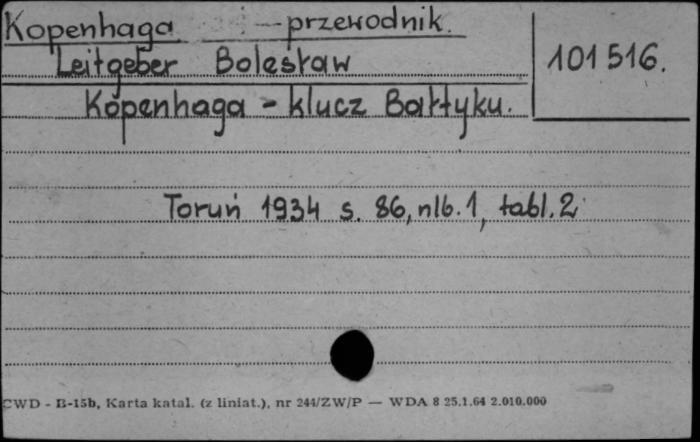 Kopenhaga — przewodnik.
Leitgeber Bolesław 101516.
Kopenhaga - klucz Bałtyku.
Toruń 1934 s. 86, nlb. 1, tabl. 2
CWD - B-15b, Karta katal. (z liniat.), nr 244/ZW/P — WDA 8 25.1.64 2.010.000